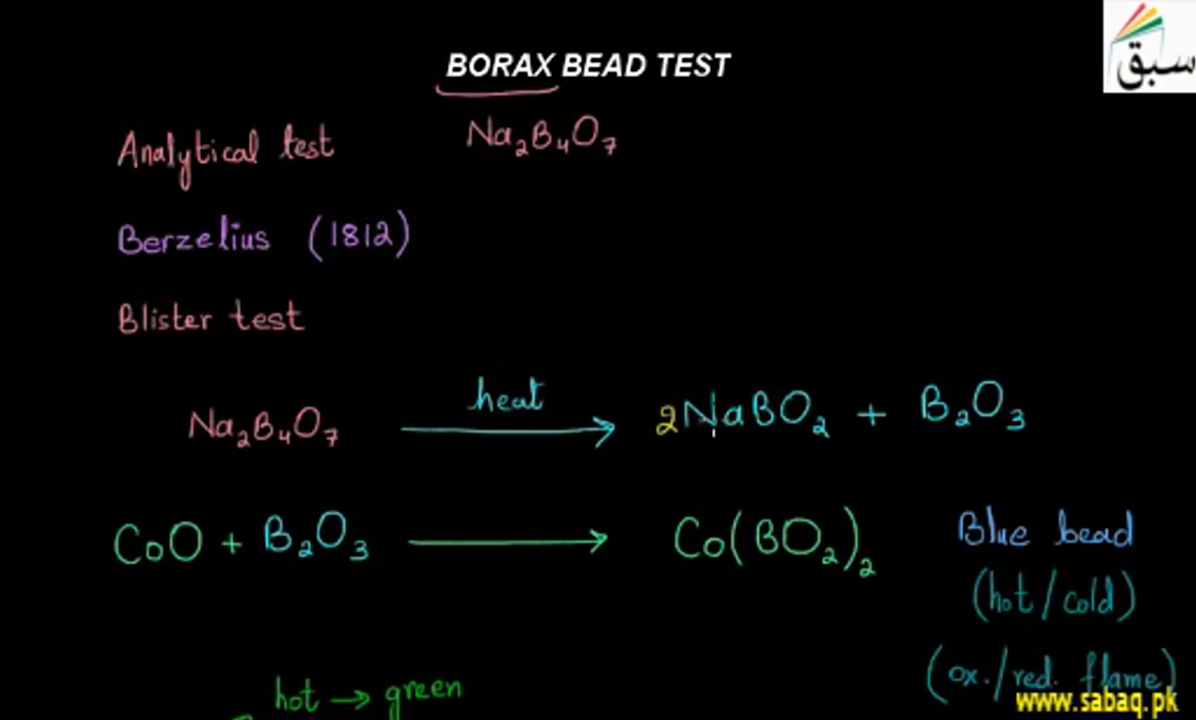 سبق
BORAX BEAD TEST
Analytical test
Na₂B₄O₇
Berzelius (1812)
Blister test
Na₂B₄O₇ heat → 2NaBO₂ + B₂O₃
CoO + B₂O₃ → Co(BO₂)₂ Blue bead
(hot/cold)
(ox./red. flame)
hot → green
www.sabaq.pk